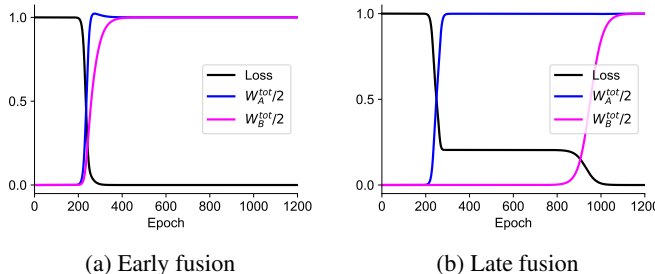 1.0
0.5
0.0
Loss
W_A^{tot}/2
W_B^{tot}/2
0 200 400 600 800 1000 1200
Epoch
(a) Early fusion
1.0
0.5
0.0
Loss
W_A^{tot}/2
W_B^{tot}/2
0 200 400 600 800 1000 1200
Epoch
(b) Late fusion